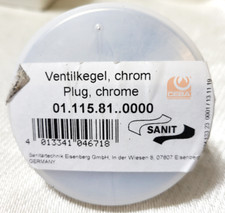 Ventilkegel, chrom
Plug, chrome
01.115.81..0000
SANIT
4 013341 046718
Sanitärtechnik Eisenberg GmbH, In der Wiesen 9, 07607 Eisenberg
GERMANY